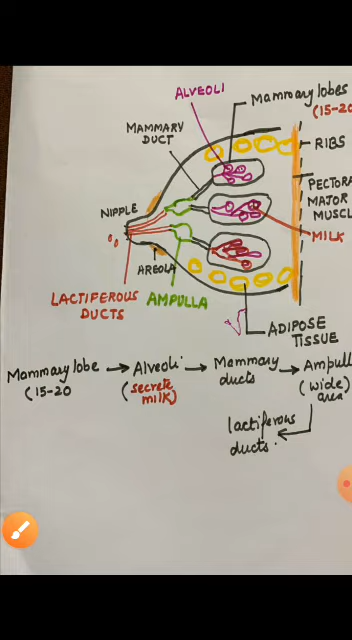 ALVEOLI
Mammary lobes
(15-20
MAMMARY
DUCT
RIBS
PECTORA
MAJOR
MUSCL
NIPPLE
MILK
AREOLA
LACTIFEROUS
DUCTS
AMPULLA
ADIPOSE
TISSUE
Mammary lobe → Alveoli → Mammary ducts → Ampull
(15-20
(secrete milk)
(wide area)
lactiferous
ducts.